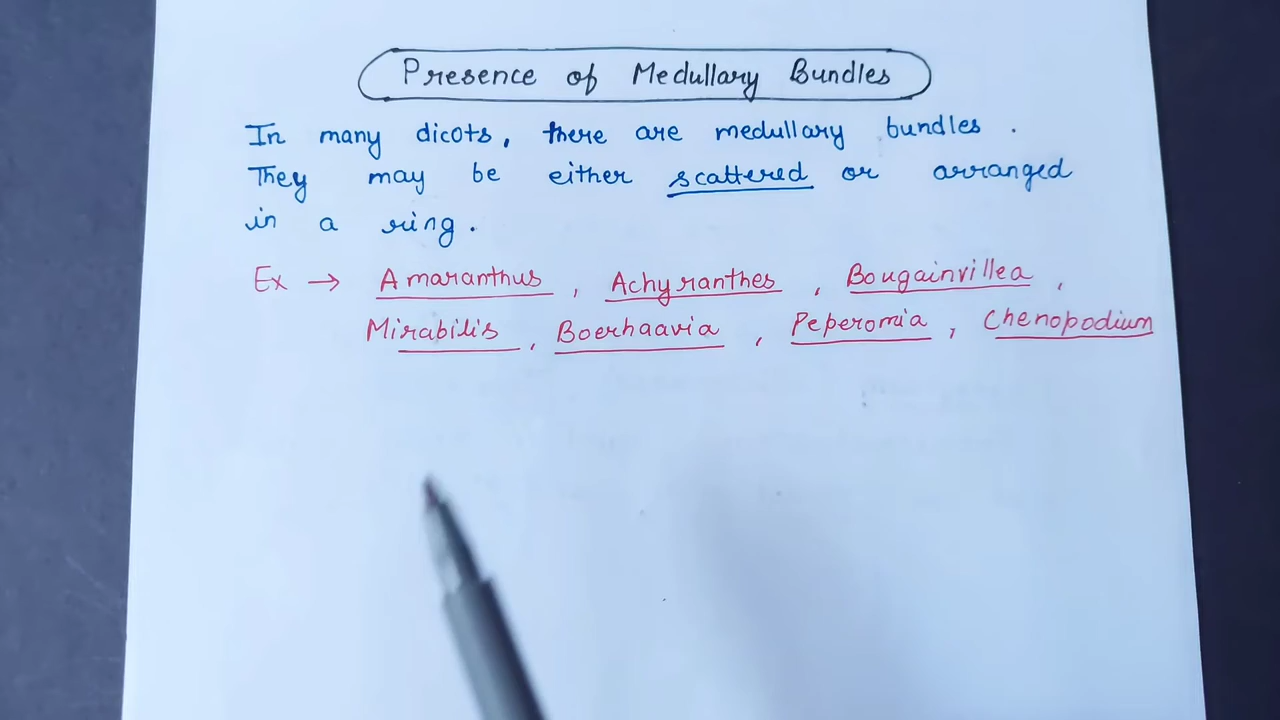 Presence of Medullary Bundles
In many dicots, there are medullary bundles.
They may be either scattered or arranged
in a ring.
Ex → Amaranthus, Achyranthes, Bougainvillea,
Mirabilis, Boerhaavia, Peperomia, Chenopodium